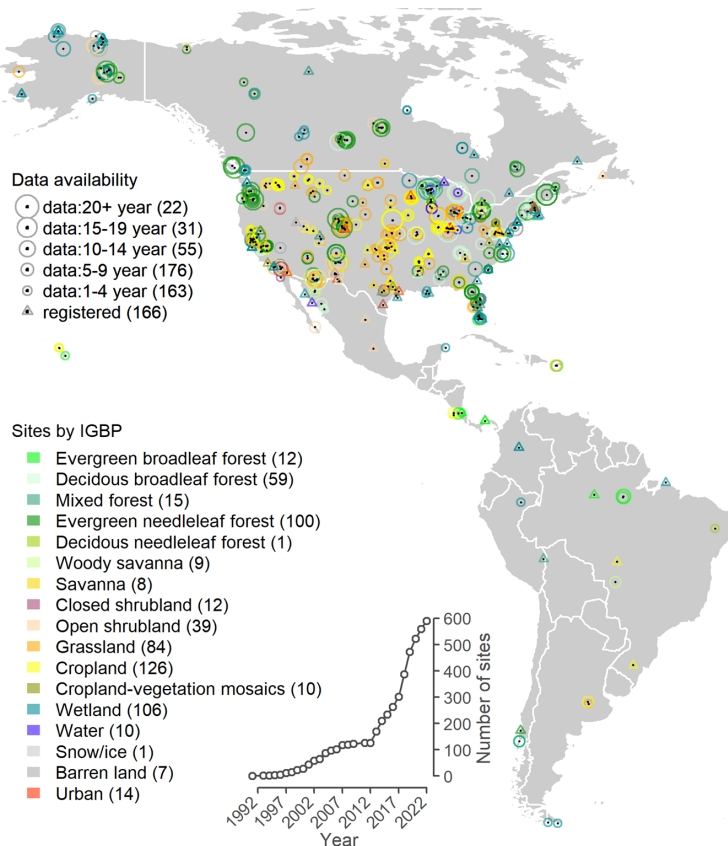 Data availability
data:20+ year (22)
data:15-19 year (31)
data:10-14 year (55)
data:5-9 year (176)
data:1-4 year (163)
registered (166)
Sites by IGBP
Evergreen broadleaf forest (12)
Decidous broadleaf forest (59)
Mixed forest (15)
Evergreen needleleaf forest (100)
Decidous needleleaf forest (1)
Woody savanna (9)
Savanna (8)
Closed shrubland (12)
Open shrubland (39)
Grassland (84)
Cropland (126)
Cropland-vegetation mosaics (10)
Wetland (106)
Water (10)
Snow/ice (1)
Barren land (7)
Urban (14)
600
500
400
300
200
100
0
Number of sites
1992
1997
2002
2007
2012
2017
2022
Year